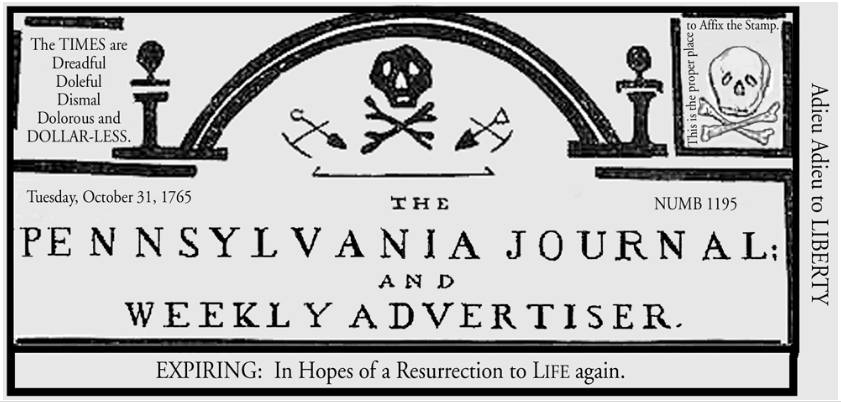 The TIMES are
Dreadful
Doleful
Dismal
Dolorous and
DOLLAR-LESS.
This is the proper place
to Affix the Stamp.
Adieu Adieu to LIBERTY
Tuesday, October 31, 1765
NUMB 1195
THE
PENNSYLVANIA JOURNAL;
AND
WEEKLY ADVERTISER.
EXPIRING: In Hopes of a Resurrection to LIFE again.